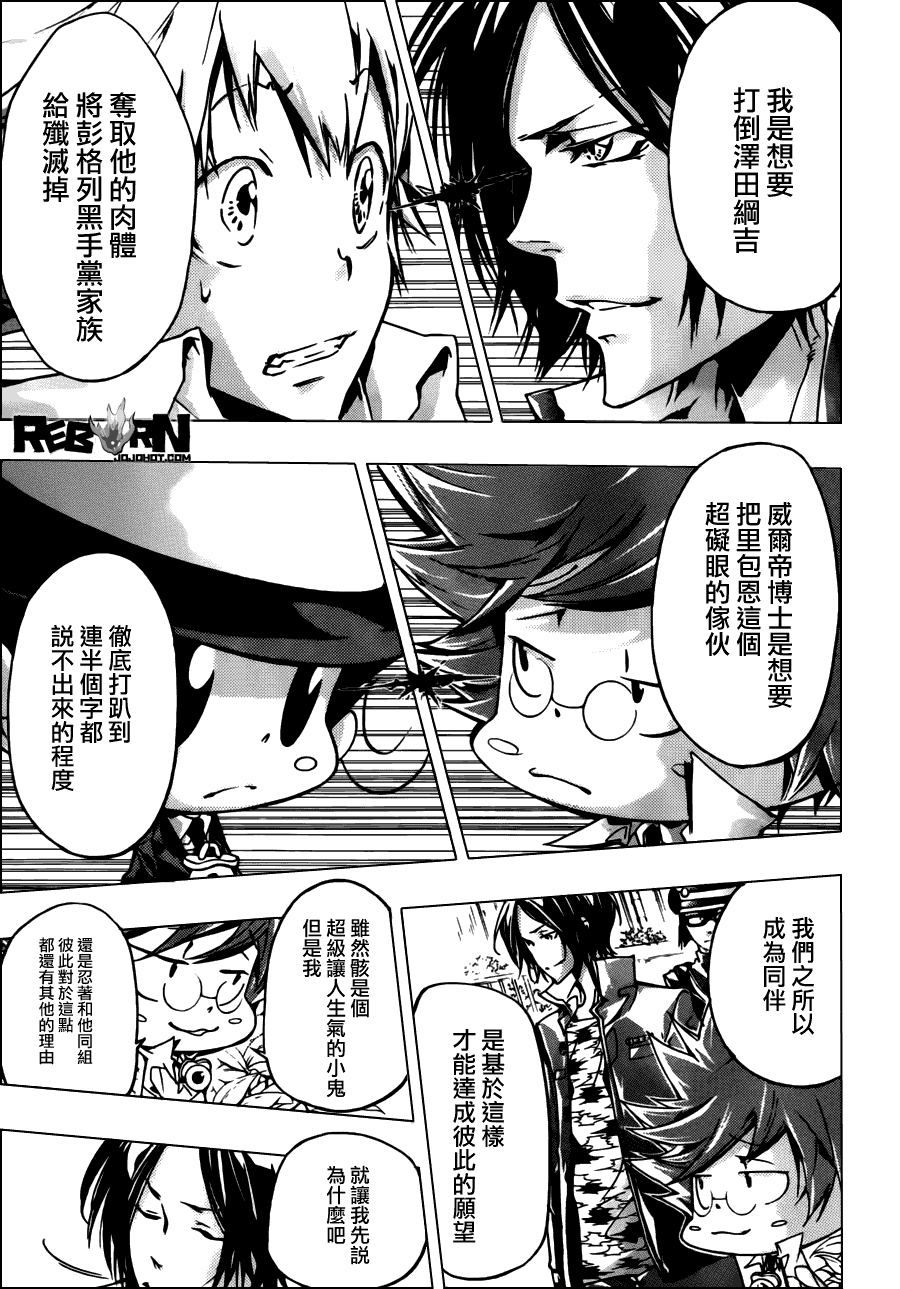 我是想要
打倒澤田綱吉
奪取他的肉體
將彭格列黑手黨家族
給殲滅掉
REBORN
JOJOHOT.COM
威爾帝博士是想要
把里包恩這個
超礙眼的傢伙
徹底打趴到
連半個字都
說不出來的程度
我們之所以
成為同伴
是基於這樣
才能達成彼此的願望
雖然骸是個
超級讓人生氣的小鬼
但是我
還是忍著和他同組
彼此對於這點
都還有其他的理由
就讓我先說
為什麼吧